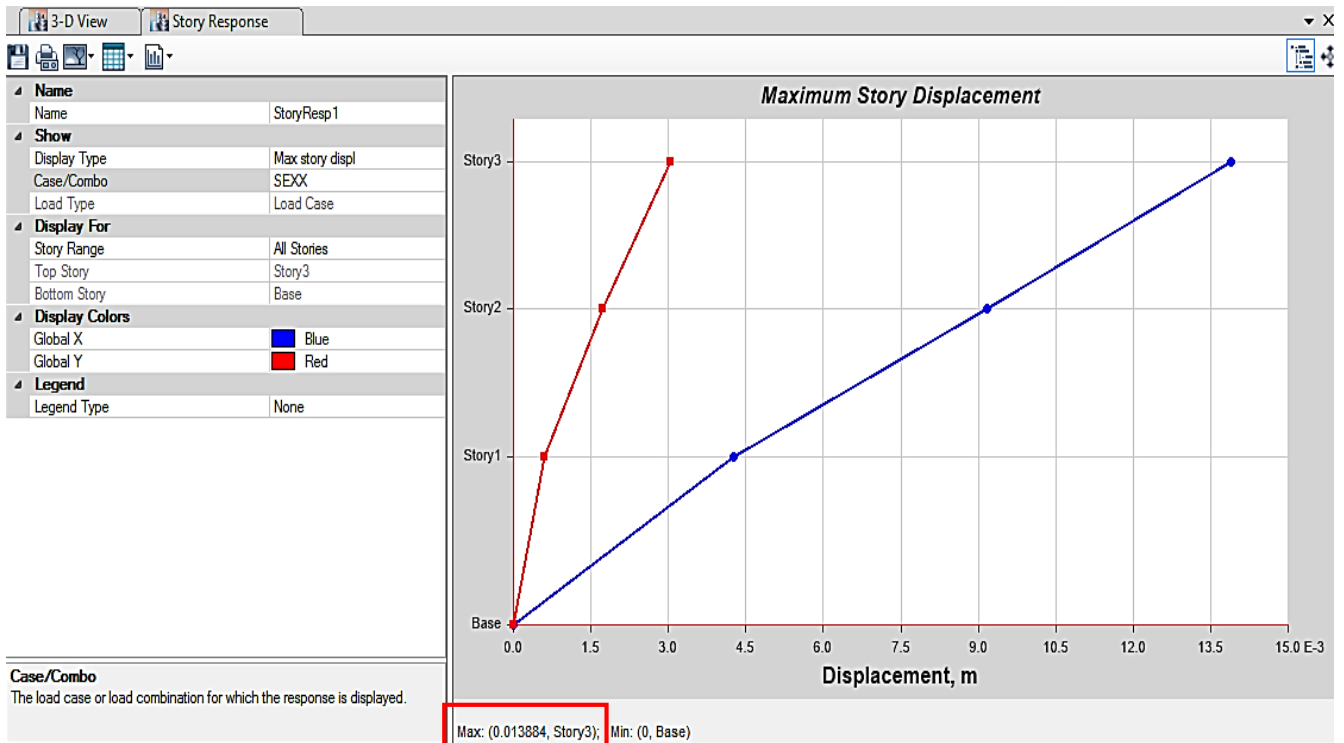 3-D View Story Response
Name
Name StoryResp1
Show
Display Type Max story displ
Case/Combo SEXX
Load Type Load Case
Display For
Story Range All Stories
Top Story Story3
Bottom Story Base
Display Colors
Global X Blue
Global Y Red
Legend
Legend Type None
Case/Combo
The load case or load combination for which the response is displayed.
Maximum Story Displacement
Story3
Story2
Story1
Base
0.0 1.5 3.0 4.5 6.0 7.5 9.0 10.5 12.0 13.5 15.0 E-3
Displacement, m
Max: (0.013884, Story3); Min: (0, Base)